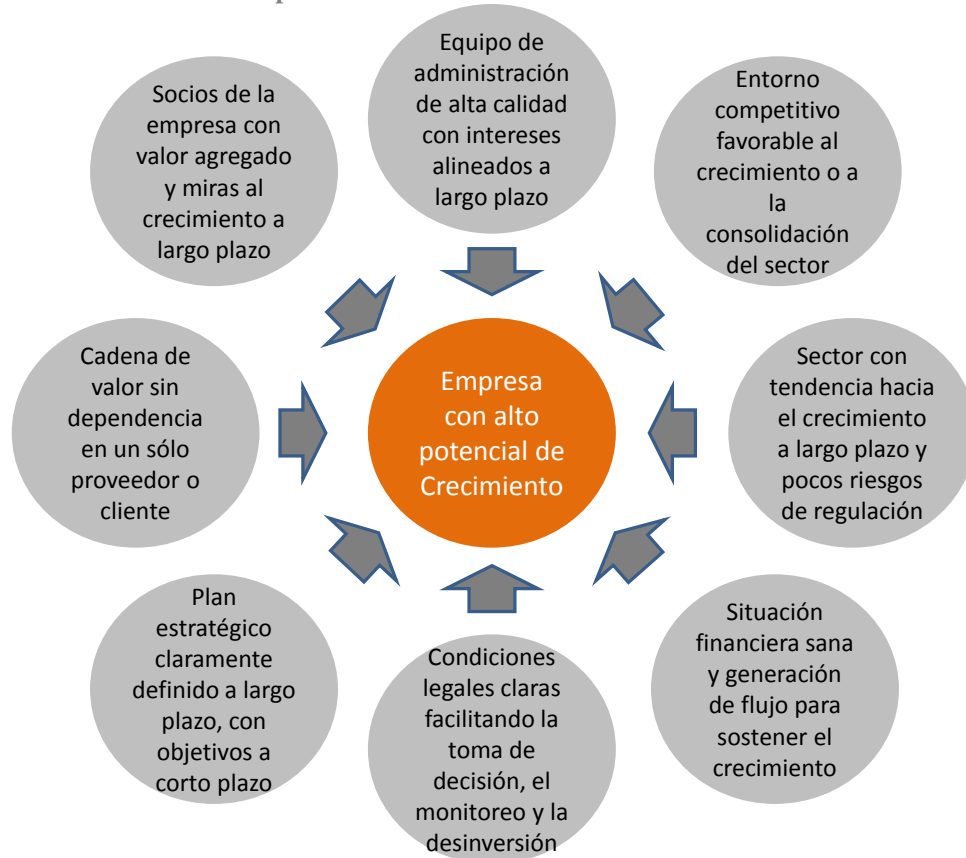 Equipo de
administración
de alta calidad
con intereses
alineados a
largo plazo
Socios de la
empresa con
valor agregado
y miras al
crecimiento a
largo plazo
Entorno
competitivo
favorable al
crecimiento o a
la
consolidación
del sector
Cadena de
valor sin
dependencia
en un sólo
proveedor o
cliente
Empresa
con alto
potencial de
Crecimiento
Sector con
tendencia hacia
el crecimiento
a largo plazo y
pocos riesgos
de regulación
Plan
estratégico
claramente
definido a largo
plazo, con
objetivos a
corto plazo
Condiciones
legales claras
facilitando la
toma de
decisión, el
monitoreo y la
desinversión
Situación
financiera sana
y generación
de flujo para
sostener el
crecimiento